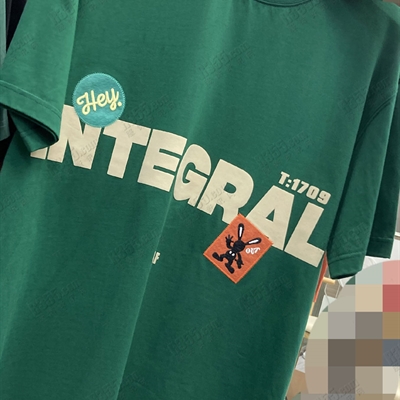 Hey.
INTEGRAL
T:1709